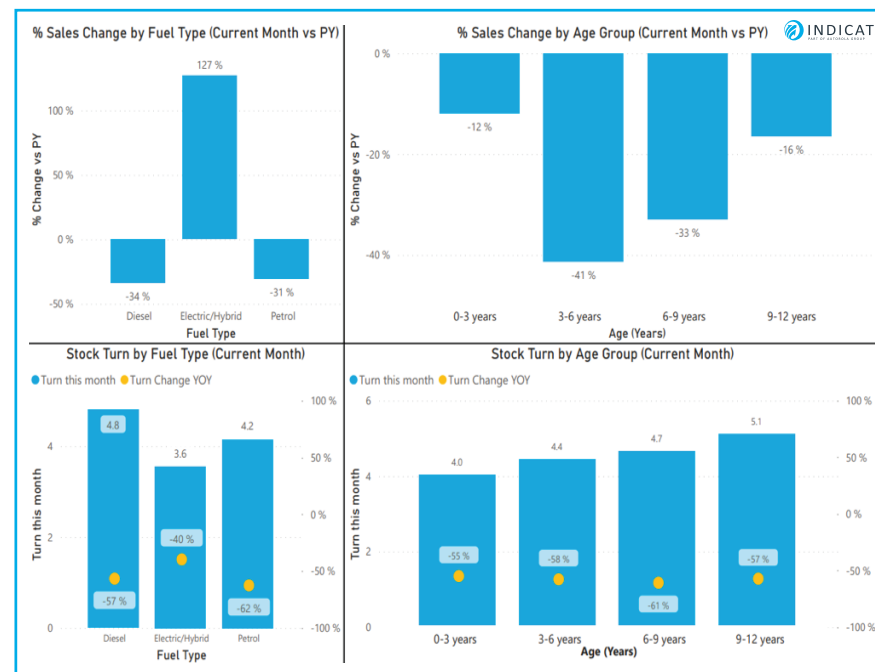 % Sales Change by Fuel Type (Current Month vs PY)
127 %
100 %
50 %
0 %
-50 %
-34 %
-31 %
% Change vs PY
Diesel
Electric/Hybrid
Petrol
Fuel Type
% Sales Change by Age Group (Current Month vs PY)
INDICAT
PART OF AUTOROLA GROUP
0 %
-20 %
-40 %
-12 %
-41 %
-33 %
-16 %
% Change vs PY
0-3 years
3-6 years
6-9 years
9-12 years
Age (Years)
Stock Turn by Fuel Type (Current Month)
Turn this month
Turn Change YOY
4
2
0
4.8
3.6
4.2
-57 %
-40 %
-62 %
100 %
50 %
0 %
-50 %
-100 %
Turn this month
Diesel
Electric/Hybrid
Petrol
Fuel Type
Stock Turn by Age Group (Current Month)
Turn this month
Turn Change YOY
6
4
2
0
4.0
4.4
4.7
5.1
-55 %
-58 %
-61 %
-57 %
100 %
50 %
0 %
-50 %
-100 %
Turn this month
0-3 years
3-6 years
6-9 years
9-12 years
Age (Years)